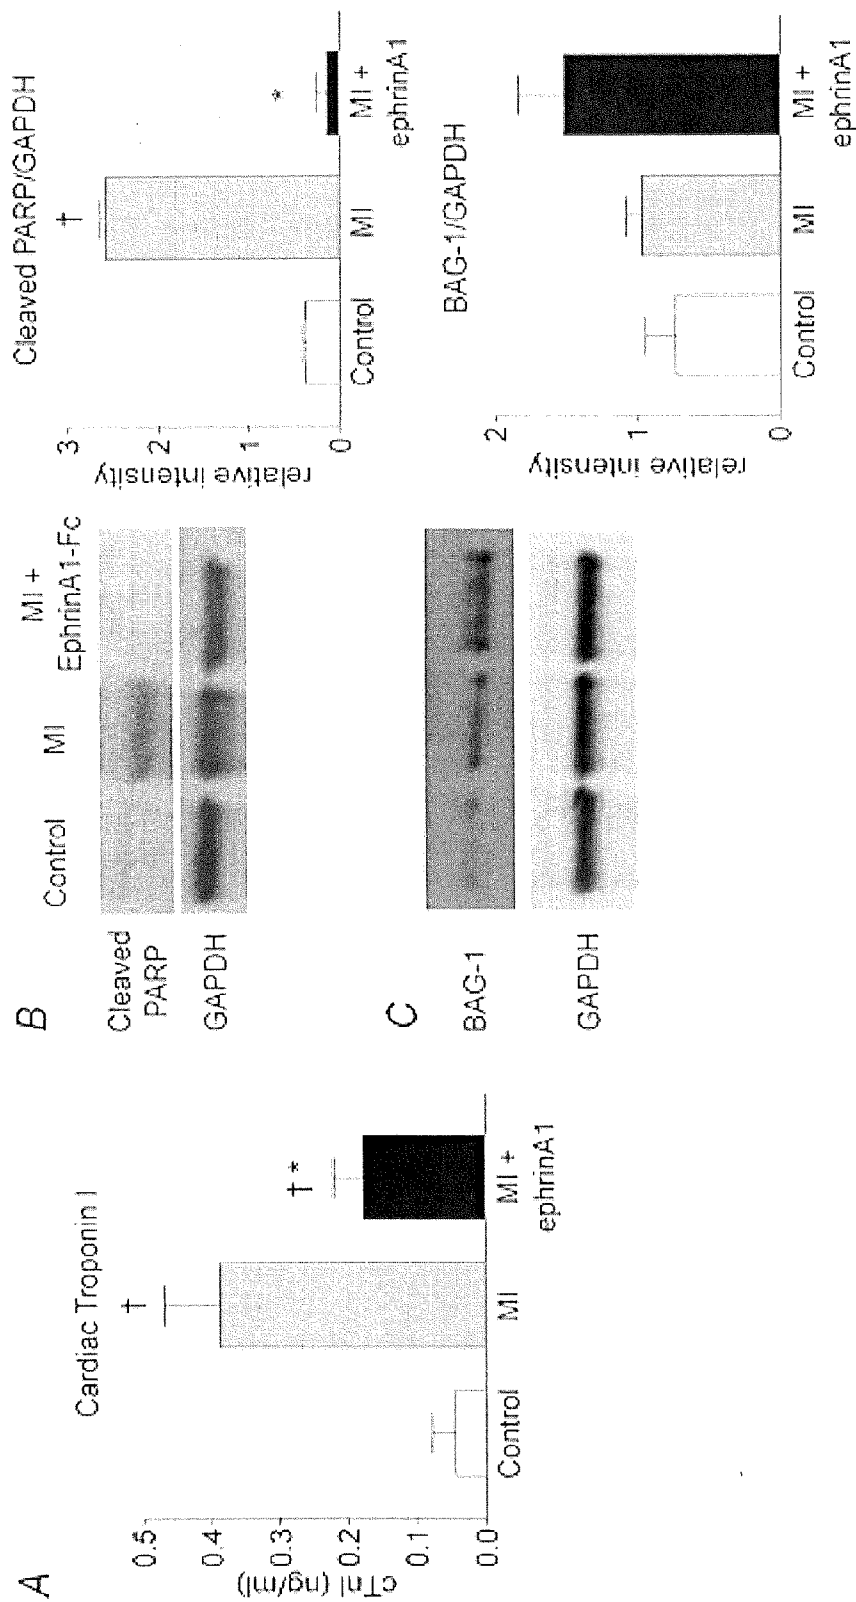 A
Cardiac Troponin I
†
† *
cTnI (ng/ml)
0.5
0.4
0.3
0.2
0.1
0.0
Control
MI
MI +
ephrinA1
B
Control
MI
MI +
EphrinA1-Fc
Cleaved
PARP
GAPDH
Cleaved PARP/GAPDH
†
*
relative intensity
3
2
1
0
Control
MI
MI +
ephrinA1
C
BAG-1
GAPDH
BAG-1/GAPDH
relative intensity
2
1
0
Control
MI
MI +
ephrinA1